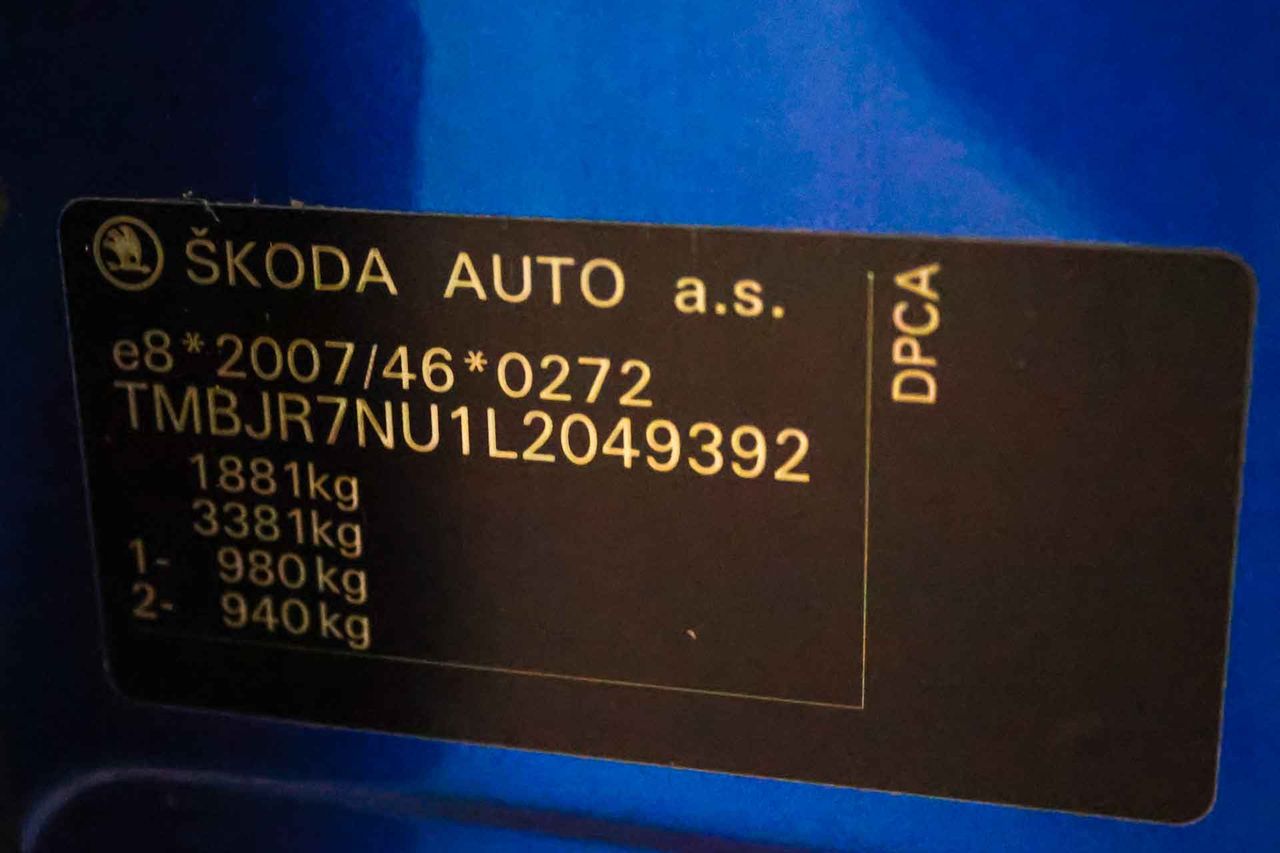 ŠKODA AUTO a.s.
e8*2007/46*0272
TMBJR7NU1L2049392
1881kg
3381kg
1- 980kg
2- 940kg
DPCA